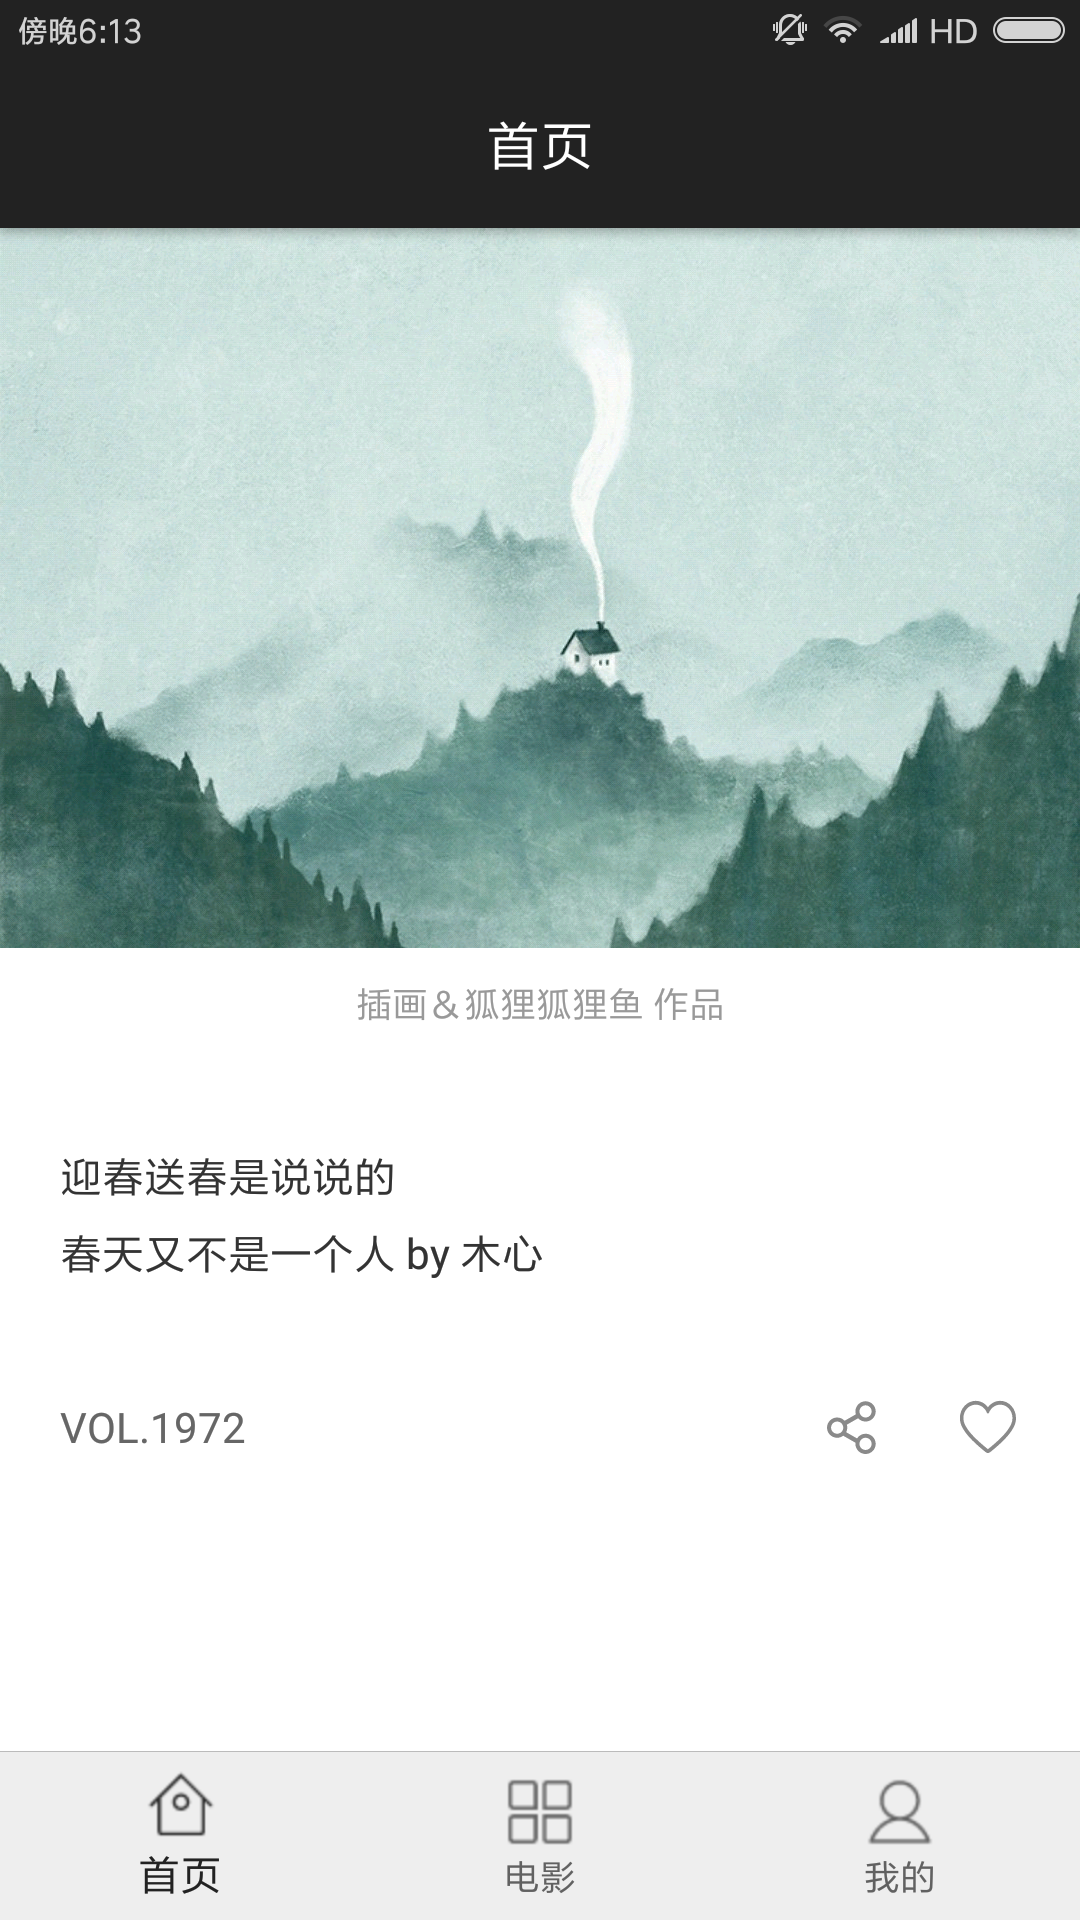 傍晚6:13
HD
首页
插画＆狐狸狐狸鱼 作品
迎春送春是说说的
春天又不是一个人 by 木心
VOL.1972
首页
电影
我的